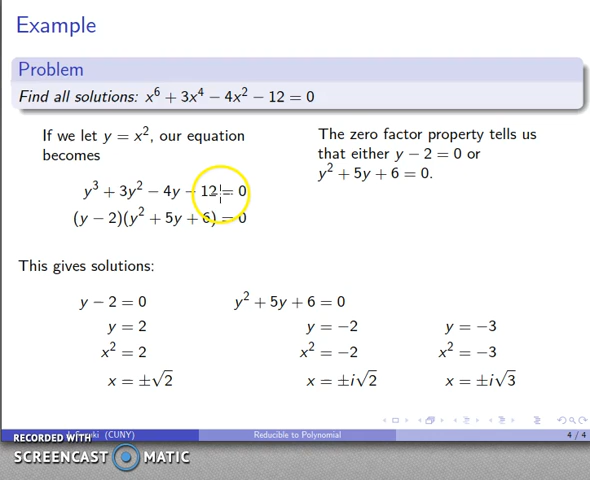 Example
Problem
Find all solutions: x⁶ + 3x⁴ − 4x² − 12 = 0
If we let y = x², our equation
becomes
y³ + 3y² − 4y − 12 = 0
(y − 2)(y² + 5y + 6) = 0
The zero factor property tells us
that either y − 2 = 0 or
y² + 5y + 6 = 0.
This gives solutions:
y − 2 = 0
y = 2
x² = 2
x = ±√2
y² + 5y + 6 = 0
y = −2
x² = −2
x = ±i√2
y = −3
x² = −3
x = ±i√3
(CUNY)
Reducible to Polynomial
4 / 4
RECORDED WITH
SCREENCAST MATIC